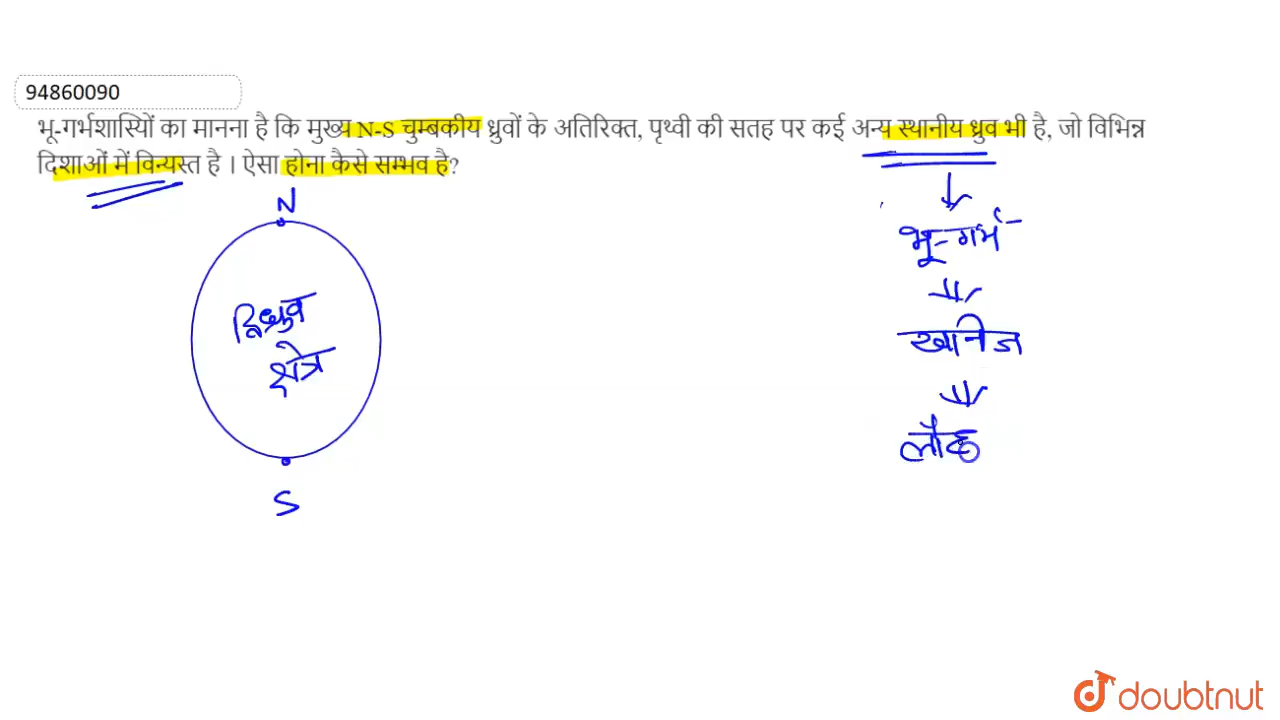 94860090
भू-गर्भशास्यिों का मानना है कि मुख्य N-S चुम्बकीय ध्रुवों के अतिरिक्त, पृथ्वी की सतह पर कई अन्य स्थानीय ध्रुव भी है, जो विभिन्न
दिशाओं में विन्यस्त है । ऐसा होना कैसे सम्भव है?
N
भू-गर्भ
द्विध्रुव
खनिज
क्षेत्र
लौह
S
doubtnut